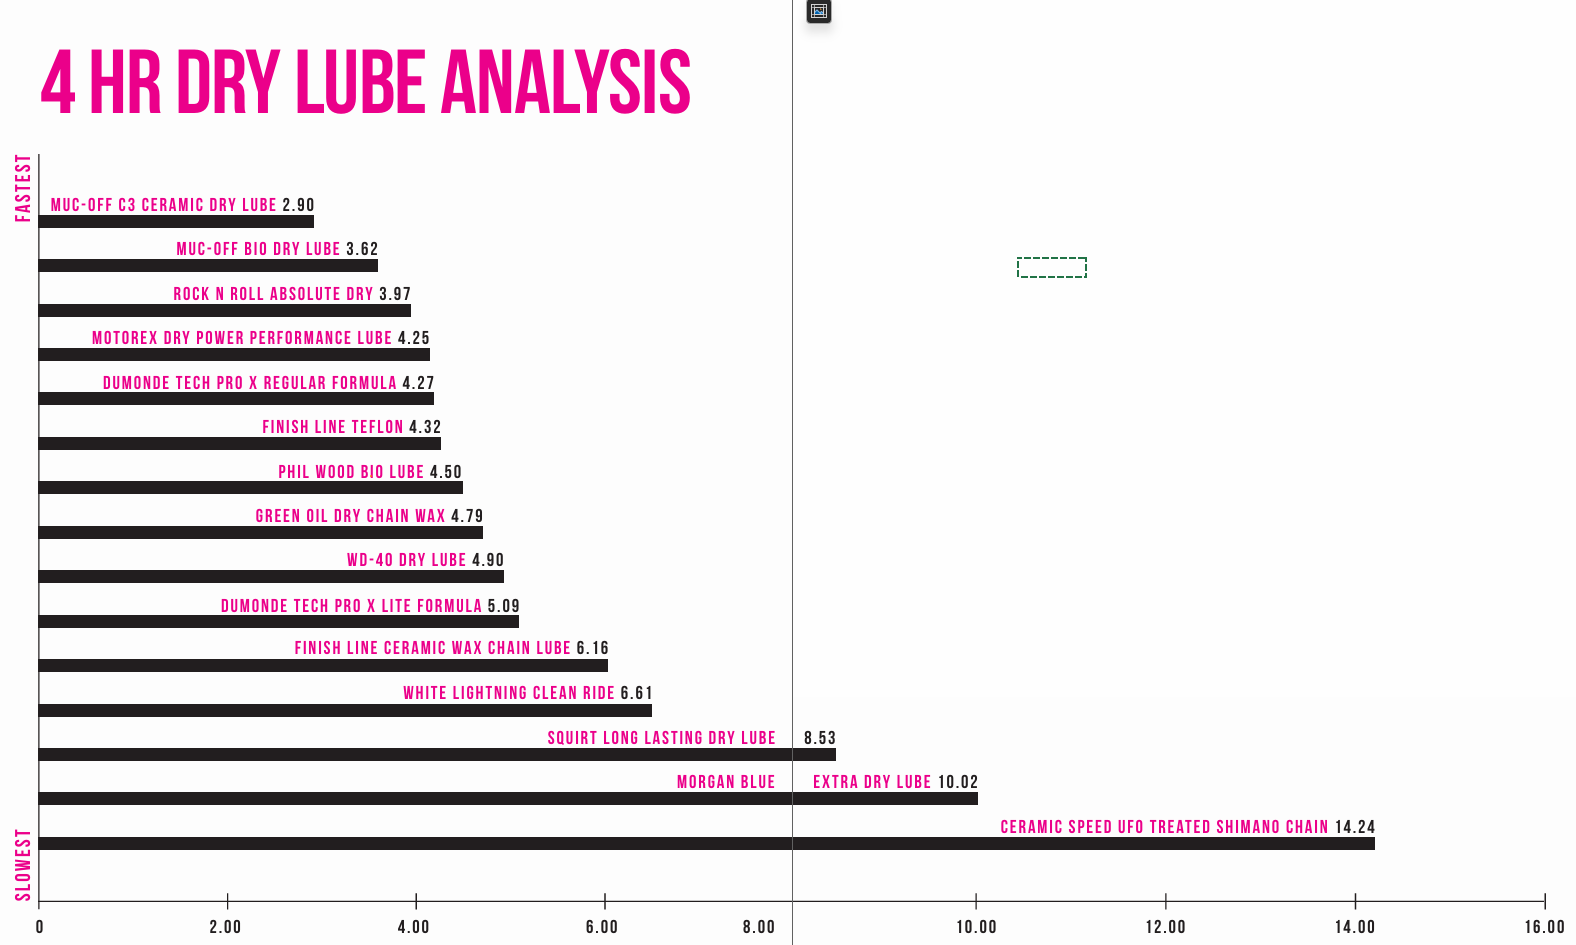 4 HR DRY LUBE ANALYSIS
FASTEST
MUC-OFF C3 CERAMIC DRY LUBE 2.90
MUC-OFF BIO DRY LUBE 3.62
ROCK N ROLL ABSOLUTE DRY 3.97
MOTOREX DRY POWER PERFORMANCE LUBE 4.25
DUMONDE TECH PRO X REGULAR FORMULA 4.27
FINISH LINE TEFLON 4.32
PHIL WOOD BIO LUBE 4.50
GREEN OIL DRY CHAIN WAX 4.79
WD-40 DRY LUBE 4.90
DUMONDE TECH PRO X LITE FORMULA 5.09
FINISH LINE CERAMIC WAX CHAIN LUBE 6.16
WHITE LIGHTNING CLEAN RIDE 6.61
SQUIRT LONG LASTING DRY LUBE 8.53
MORGAN BLUE EXTRA DRY LUBE 10.02
CERAMIC SPEED UFO TREATED SHIMANO CHAIN 14.24
SLOWEST
0 2.00 4.00 6.00 8.00 10.00 12.00 14.00 16.00